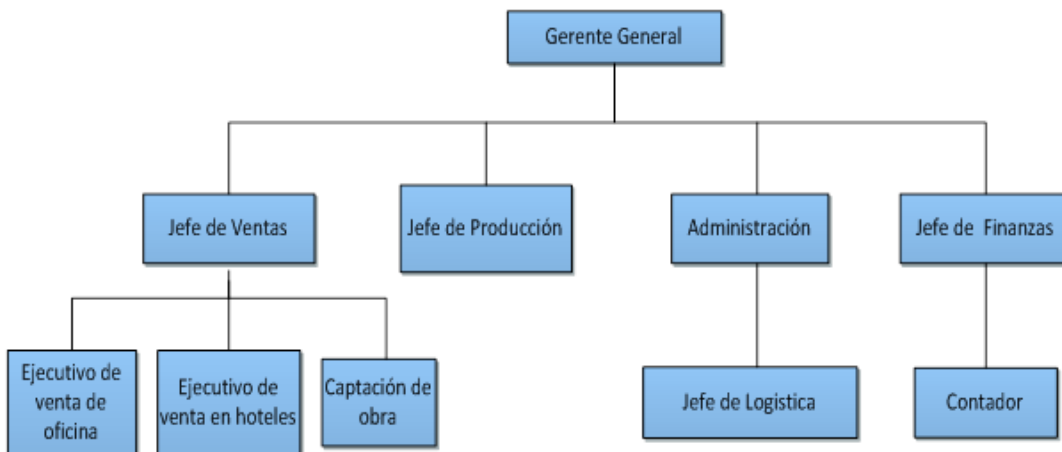 Gerente General
Jefe de Ventas
Jefe de Producción
Administración
Jefe de Finanzas
Ejecutivo de
venta de
oficina
Ejecutivo de
venta en hoteles
Captación de
obra
Jefe de Logistica
Contador